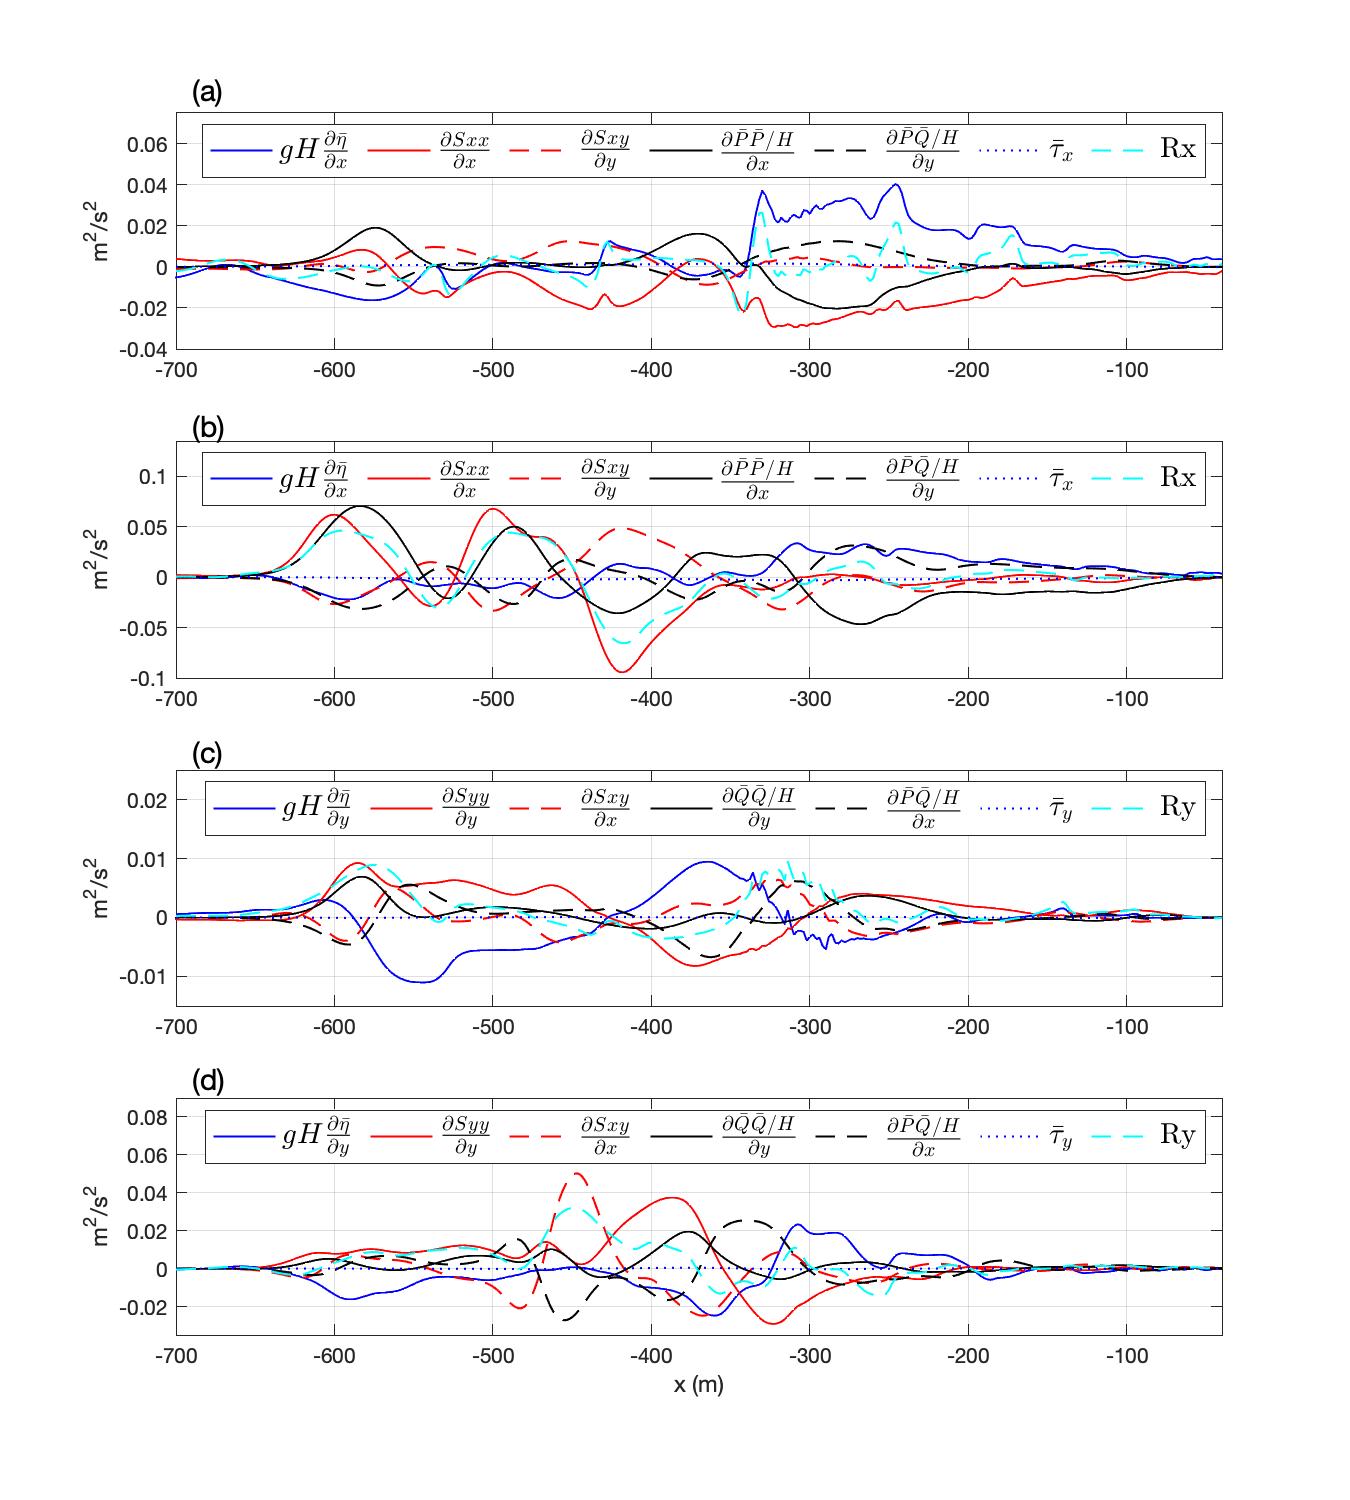 (a)
gH ∂η̄/∂x ∂Sxx/∂x ∂Sxy/∂y ∂P̄P̄/H/∂x ∂P̄Q̄/H/∂y τ̄x Rx
0.06
0.04
0.02
0
-0.02
-0.04
m²/s²
-700 -600 -500 -400 -300 -200 -100
(b)
gH ∂η̄/∂x ∂Sxx/∂x ∂Sxy/∂y ∂P̄P̄/H/∂x ∂P̄Q̄/H/∂y τ̄x Rx
0.1
0.05
0
-0.05
-0.1
m²/s²
-700 -600 -500 -400 -300 -200 -100
(c)
gH ∂η̄/∂y ∂Syy/∂y ∂Sxy/∂x ∂Q̄Q̄/H/∂y ∂P̄Q̄/H/∂x τ̄y Ry
0.02
0.01
0
-0.01
m²/s²
-700 -600 -500 -400 -300 -200 -100
(d)
gH ∂η̄/∂y ∂Syy/∂y ∂Sxy/∂x ∂Q̄Q̄/H/∂y ∂P̄Q̄/H/∂x τ̄y Ry
0.08
0.06
0.04
0.02
0
-0.02
m²/s²
-700 -600 -500 -400 -300 -200 -100
x (m)